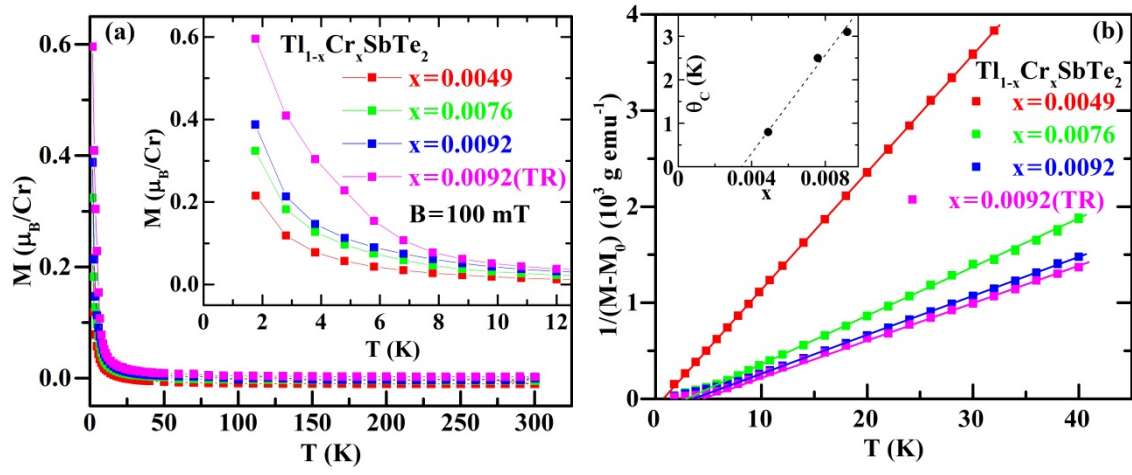 (a)
Tl₁₋ₓCrₓSbTe₂
x=0.0049
x=0.0076
x=0.0092
x=0.0092(TR)
B=100 mT
M (μ_B/Cr)
0.6
0.4
0.2
0.0
0 2 4 6 8 10 12
T (K)
M (μ_B/Cr)
0.6
0.4
0.2
0.0
0 50 100 150 200 250 300
T (K)
(b)
Tl₁₋ₓCrₓSbTe₂
x=0.0049
x=0.0076
x=0.0092
x=0.0092(TR)
θ_C (K)
3
2
1
0
0.004 0.008
x
1/(M-M₀) (10³ g emu⁻¹)
4
3
2
1
0
0 10 20 30 40
T (K)